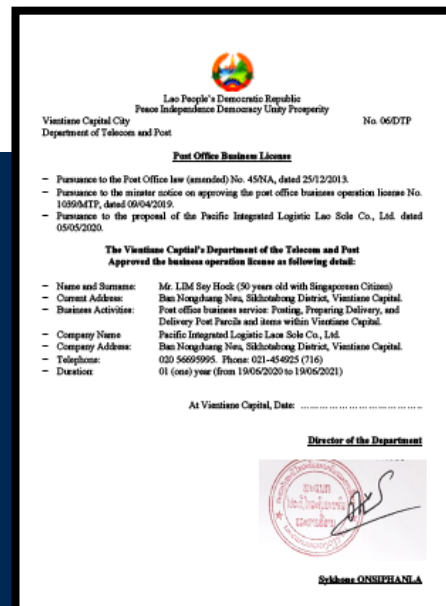 Lao People's Democratic Republic
Peace Independence Democracy Unity Prosperity
Vientiane Capital City No. 06/DTP
Department of Telecom and Post
Post Office Business License
– Pursuance to the Post Office law (amended) No. 45/NA, dated 25/12/2013.
– Pursuance to the minster notice on approving the post office business operation license No.
1039/MTP, dated 09/04/2019.
– Pursuance to the proposal of the Pacific Integrated Logistic Lao Sole Co., Ltd. dated
05/05/2020.
The Vientiane Captial's Department of the Telecom and Post
Approved the business operation license as following detail:
– Name and Surname: Mr. LIM Sey Hock (50 years old with Singaporean Citizen)
– Current Address: Ban Nongduang Neu, Sikhotabong District, Vientiane Capital.
– Business Activities: Post office business service: Posting, Preparing Delivery, and
Delivery Post Parcils and items within Vientiane Capital.
– Company Name Pacific Integrated Logistic Laos Sole Co., Ltd.
– Company Address: Ban Nongduang Neu, Sikhotabong District, Vientiane Capital.
– Telephone: 020 56695995. Phone: 021-454925 (716)
– Duration: 01 (one) year (from 19/06/2020 to 19/06/2021)
At Vientiane Capital, Date: ....................................
Director of the Department
Sykhone ONSIPHANLA